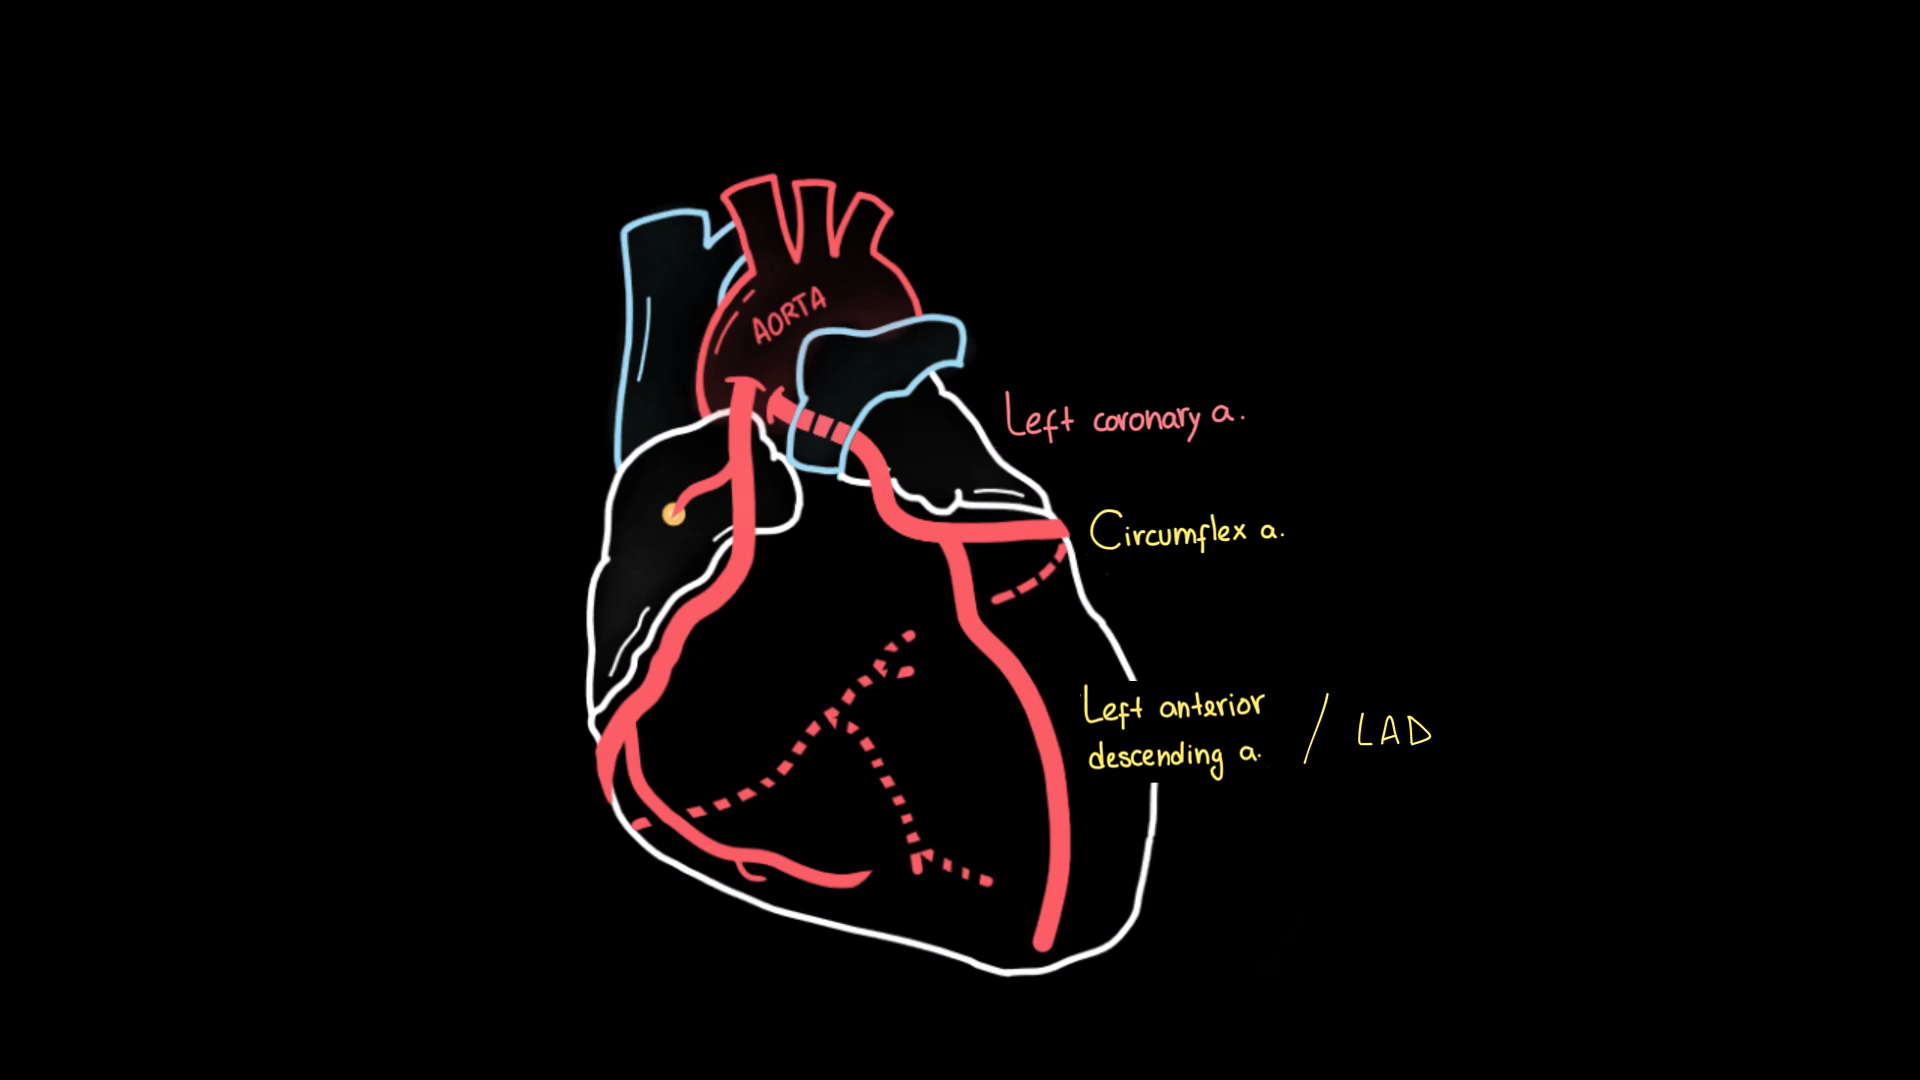 AORTA
Left coronary a.
Circumflex a.
Left anterior
descending a. / LAD